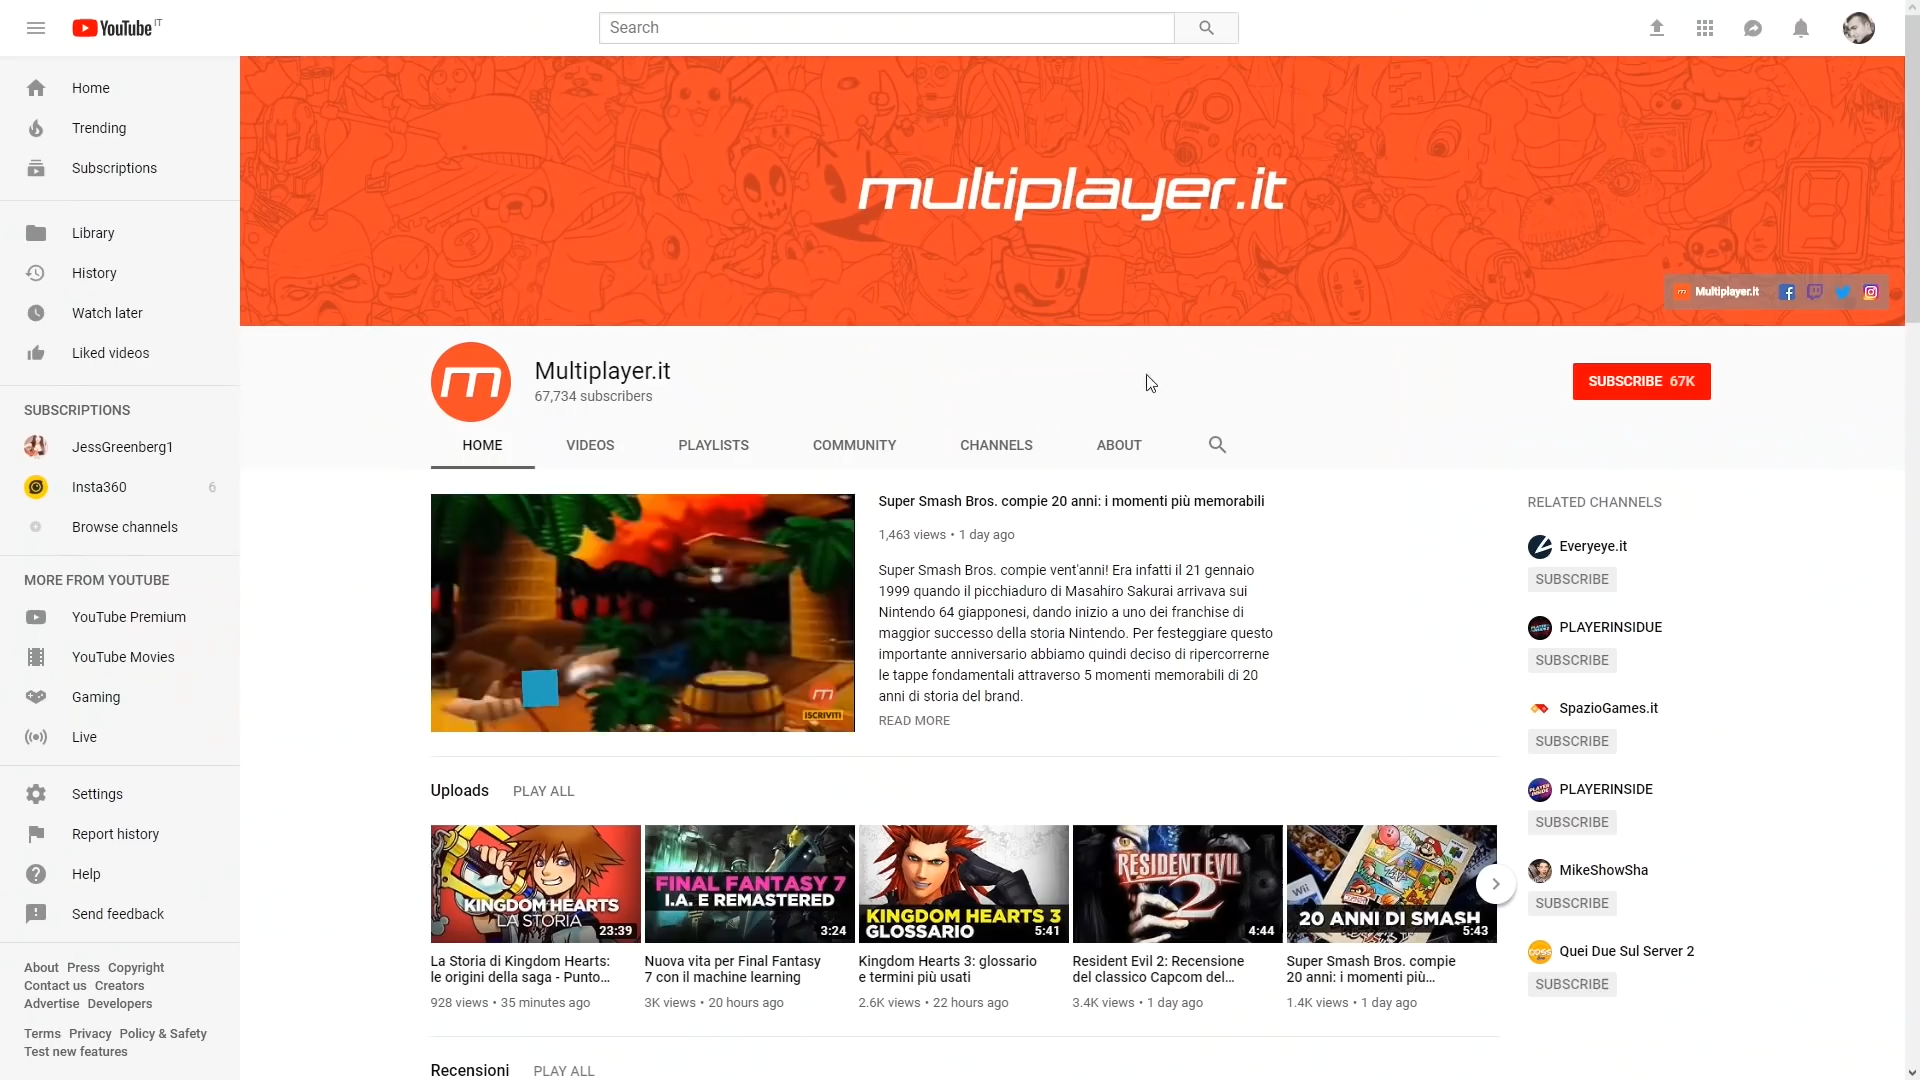 YouTube IT
Search
Home
Trending
Subscriptions
Library
History
Watch later
Liked videos
SUBSCRIPTIONS
JessGreenberg1
Insta360 6
Browse channels
MORE FROM YOUTUBE
YouTube Premium
YouTube Movies
Gaming
Live
Settings
Report history
Help
Send feedback
About Press Copyright
Contact us Creators
Advertise Developers
Terms Privacy Policy & Safety
Test new features
multiplayer.it
Multiplayer.it
Multiplayer.it
67,734 subscribers
SUBSCRIBE 67K
HOME VIDEOS PLAYLISTS COMMUNITY CHANNELS ABOUT
ISCRIVITI
Super Smash Bros. compie 20 anni: i momenti più memorabili
1,463 views • 1 day ago
Super Smash Bros. compie vent'anni! Era infatti il 21 gennaio
1999 quando il picchiaduro di Masahiro Sakurai arrivava sui
Nintendo 64 giapponesi, dando inizio a uno dei franchise di
maggior successo della storia Nintendo. Per festeggiare questo
importante anniversario abbiamo quindi deciso di ripercorrerne
le tappe fondamentali attraverso 5 momenti memorabili di 20
anni di storia del brand.
READ MORE
Uploads PLAY ALL
KINGDOM HEARTS
LA STORIA
23:39
La Storia di Kingdom Hearts:
le origini della saga - Punto...
928 views • 35 minutes ago
FINAL FANTASY 7
I.A. E REMASTERED
3:24
Nuova vita per Final Fantasy
7 con il machine learning
3K views • 20 hours ago
KINGDOM HEARTS 3
GLOSSARIO
5:41
Kingdom Hearts 3: glossario
e termini più usati
2.6K views • 22 hours ago
RESIDENT EVIL
2
4:44
Resident Evil 2: Recensione
del classico Capcom del...
3.4K views • 1 day ago
Wii
20 ANNI DI SMASH
5:43
Super Smash Bros. compie
20 anni: i momenti più...
1.4K views • 1 day ago
Recensioni PLAY ALL
RELATED CHANNELS
Everyeye.it
SUBSCRIBE
PLAYERINSIDUE
SUBSCRIBE
SpazioGames.it
SUBSCRIBE
PLAYERINSIDE
SUBSCRIBE
MikeShowSha
SUBSCRIBE
Quei Due Sul Server 2
SUBSCRIBE